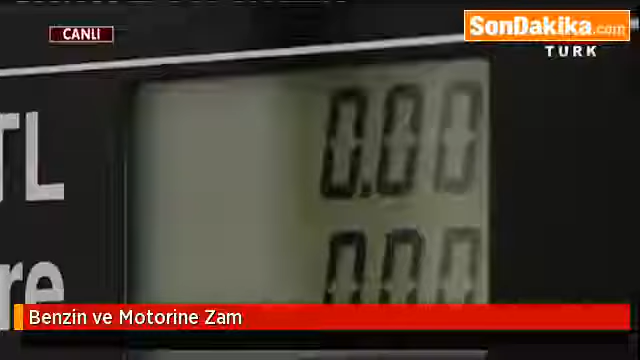 CANLI
SonDakika.com
TURK
0.00
TL
0.00
re
Benzin ve Motorine Zam